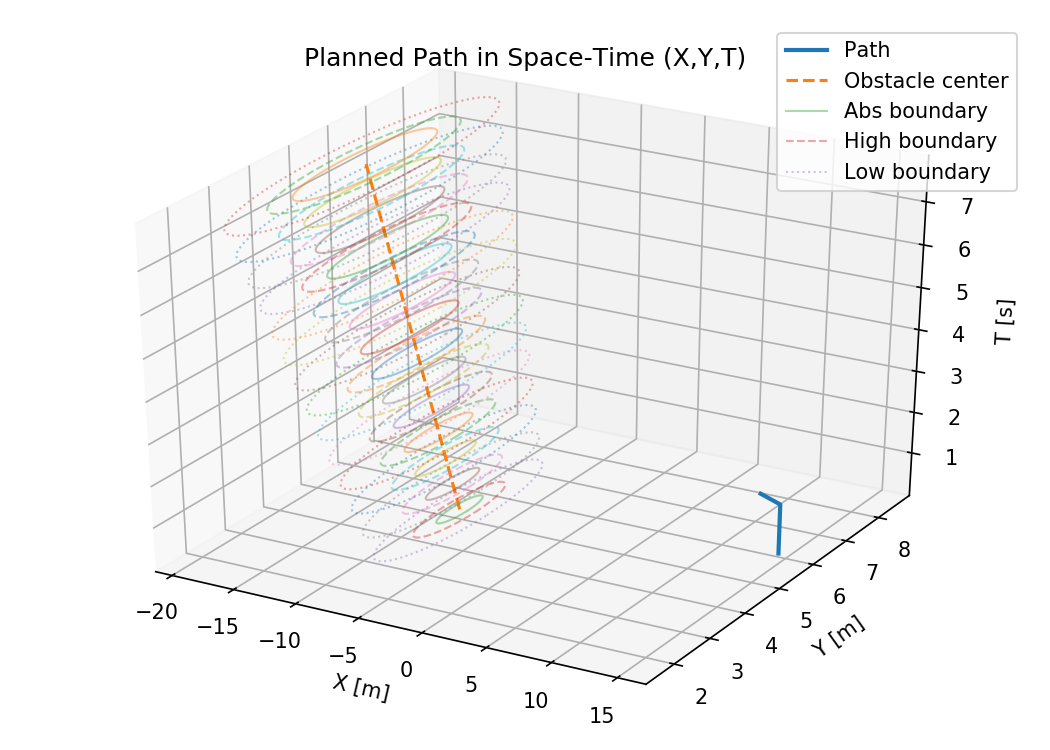 Planned Path in Space-Time (X,Y,T)
Path
Obstacle center
Abs boundary
High boundary
Low boundary
7
6
5
4
3
2
1
T [s]
8
7
6
5
4
3
2
Y [m]
−20
−15
−10
−5
0
5
10
15
X [m]